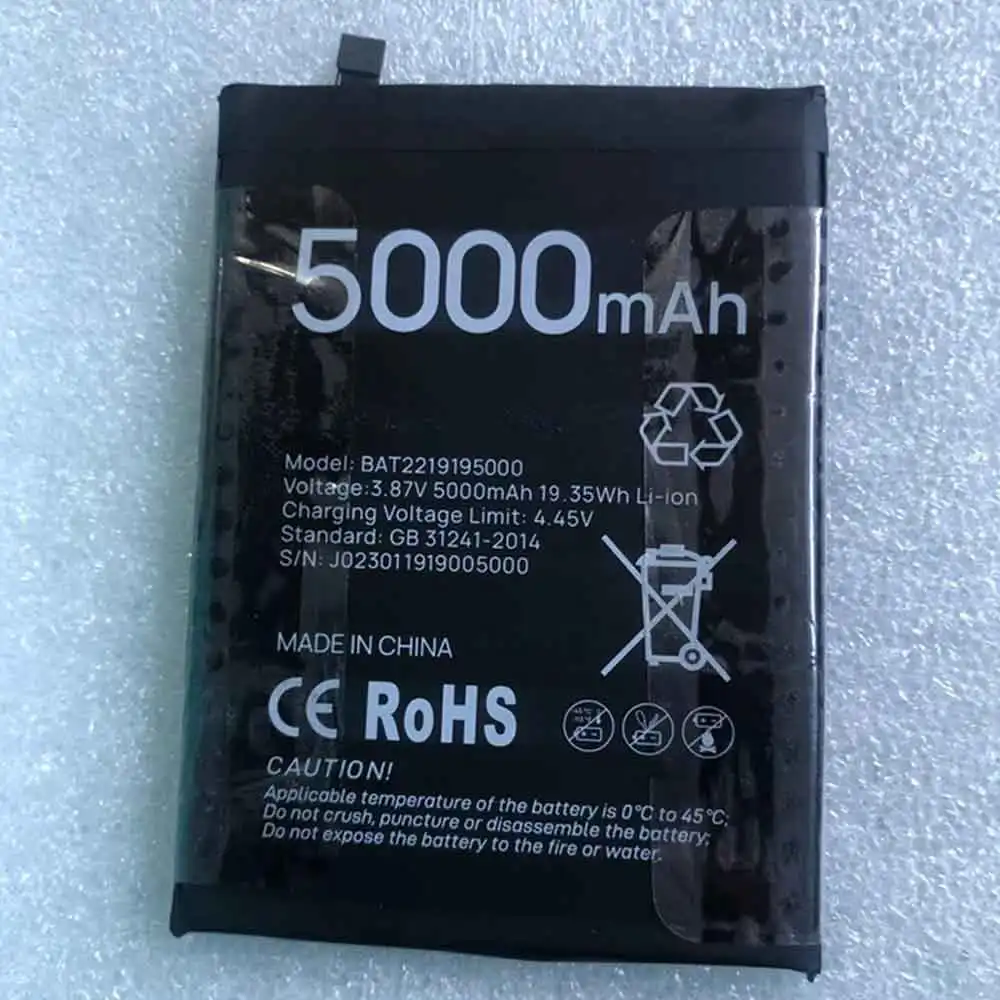 5000mAh
Model: BAT2219195000
Voltage:3.87V 5000mAh 19.35Wh Li-ion
Charging Voltage Limit: 4.45V
Standard: GB 31241-2014
S/N: J023011919005000
MADE IN CHINA
CE RoHS
CAUTION!
Applicable temperature of the battery is 0°C to 45°C;
Do not crush, puncture or disassemble the battery;
Do not expose the battery to the fire or water.